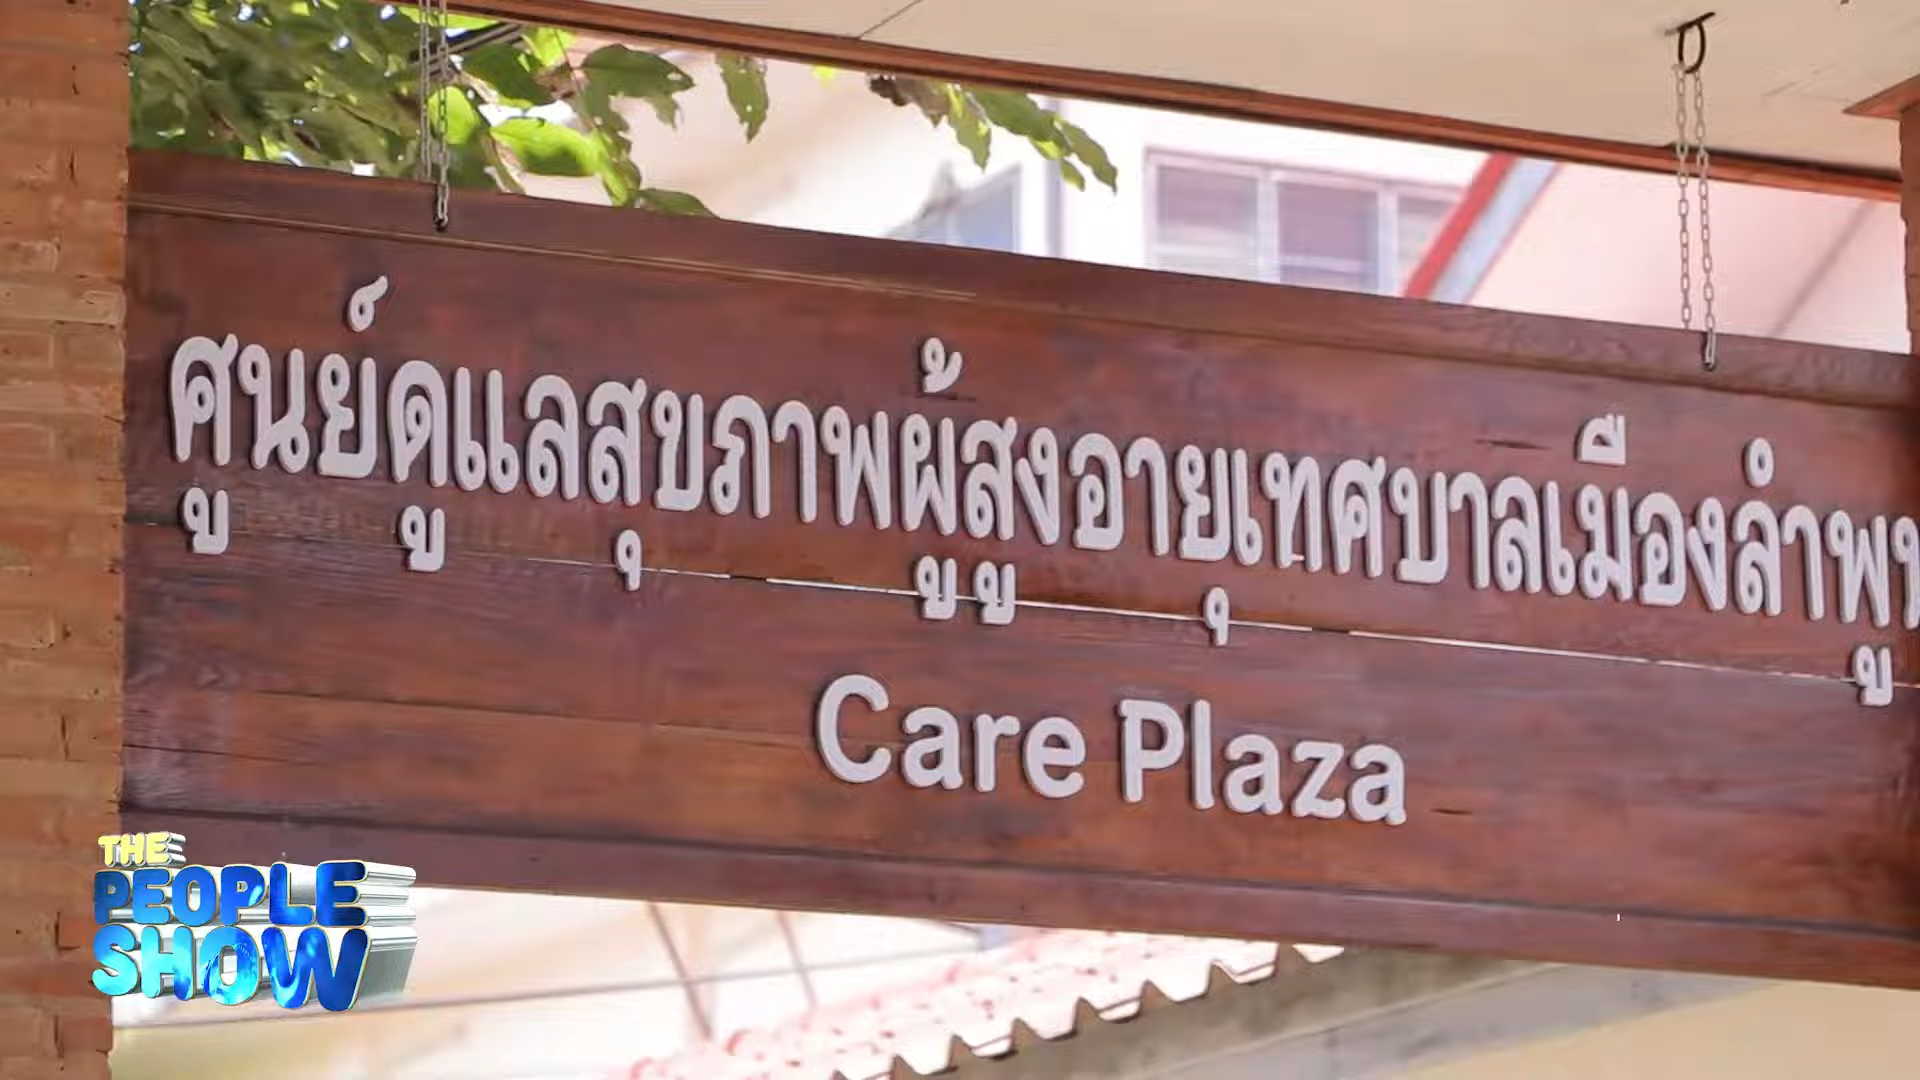 ศูนย์ดูแลสุขภาพผู้สูงอายุเทศบาลเมืองลำพูน
Care Plaza
THE
PEOPLE
SHOW